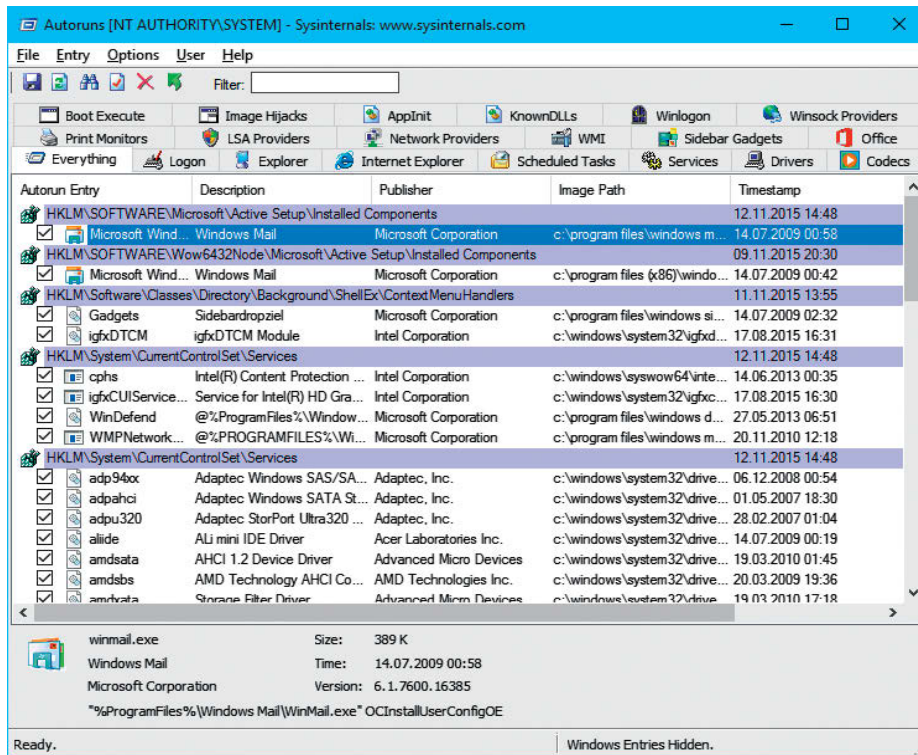 Autoruns [NT AUTHORITY\SYSTEM] - Sysinternals: www.sysinternals.com
File Entry Options User Help
Filter:
Boot Execute Image Hijacks AppInit KnownDLLs Winlogon Winsock Providers
Print Monitors LSA Providers Network Providers WMI Sidebar Gadgets Office
Everything Logon Explorer Internet Explorer Scheduled Tasks Services Drivers Codecs
Autorun Entry Description Publisher Image Path Timestamp
HKLM\SOFTWARE\Microsoft\Active Setup\Installed Components 12.11.2015 14:48
Microsoft Wind... Windows Mail Microsoft Corporation c:\program files\windows m... 14.07.2009 00:58
HKLM\SOFTWARE\Wow6432Node\Microsoft\Active Setup\Installed Components 09.11.2015 20:30
Microsoft Wind... Windows Mail Microsoft Corporation c:\program files (x86)\windo... 14.07.2009 00:42
HKLM\Software\Classes\Directory\Background\ShellEx\ContextMenuHandlers 11.11.2015 13:55
Gadgets Sidebardropziel Microsoft Corporation c:\program files\windows si... 14.07.2009 02:32
igfxDTCM igfxDTCM Module Intel Corporation c:\windows\system32\igfxd... 17.08.2015 16:31
HKLM\System\CurrentControlSet\Services 12.11.2015 14:48
cphs Intel(R) Content Protection ... Intel Corporation c:\windows\syswow64\inte... 14.06.2013 00:35
igfxCUIService... Service for Intel(R) HD Gra... Intel Corporation c:\windows\system32\igfxc... 17.08.2015 16:30
WinDefend @%ProgramFiles%\Window... Microsoft Corporation c:\program files\windows d... 27.05.2013 06:51
WMPNetwork... @%PROGRAMFILES%\Wi... Microsoft Corporation c:\program files\windows m... 20.11.2010 12:18
HKLM\System\CurrentControlSet\Services 12.11.2015 14:48
adp94xx Adaptec Windows SAS/SA... Adaptec, Inc. c:\windows\system32\drive... 06.12.2008 00:54
adpahci Adaptec Windows SATA St... Adaptec, Inc. c:\windows\system32\drive... 01.05.2007 18:30
adpu320 Adaptec StorPort Ultra320 ... Adaptec, Inc. c:\windows\system32\drive... 28.02.2007 01:04
aliide ALi mini IDE Driver Acer Laboratories Inc. c:\windows\system32\drive... 14.07.2009 00:19
amdsata AHCI 1.2 Device Driver Advanced Micro Devices c:\windows\system32\drive... 19.03.2010 01:45
amdsbs AMD Technology AHCI Co... AMD Technologies Inc. c:\windows\system32\drive... 20.03.2009 19:36
amdxata Storage Filter Driver Advanced Micro Devices c:\windows\system32\drive... 19.03.2010 17:18
winmail.exe Size: 389 K
Windows Mail Time: 14.07.2009 00:58
Microsoft Corporation Version: 6.1.7600.16385
"%ProgramFiles%\Windows Mail\WinMail.exe" OCInstallUserConfigOE
Ready. Windows Entries Hidden.